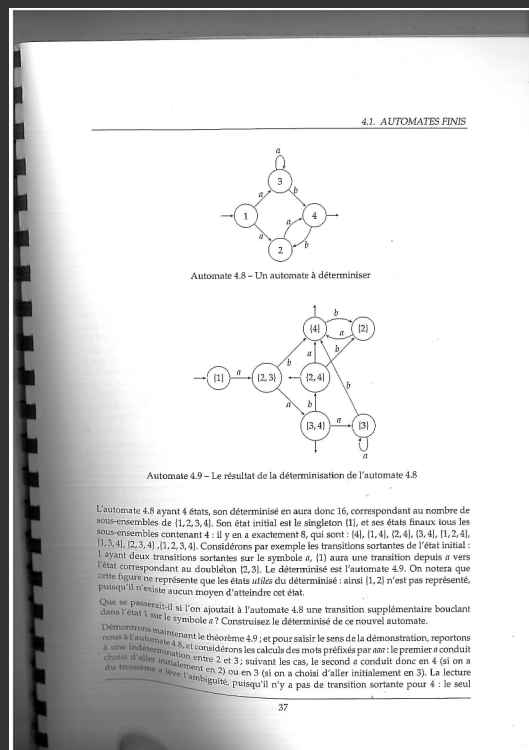 4.1. AUTOMATES FINIS
a
3
a
b
1
4
a
a
b
2
Automate 4.8 – Un automate à déterminiser
b
{4}
{2}
a
b
b
a
{1}
a
{2, 3}
{2, 4}
b
a
b
{3, 4}
a
{3}
a
Automate 4.9 – Le résultat de la déterminisation de l'automate 4.8
L'automate 4.8 ayant 4 états, son déterminisé en aura donc 16, correspondant au nombre de
sous-ensembles de {1, 2, 3, 4}. Son état initial est le singleton {1}, et ses états finaux tous les
sous-ensembles contenant 4 : il y en a exactement 8, qui sont : {4}, {1, 4}, {2, 4}, {3, 4}, {1, 2, 4},
{1, 3, 4}, {2, 3, 4} ,{1, 2, 3, 4}. Considérons par exemple les transitions sortantes de l'état initial :
1 ayant deux transitions sortantes sur le symbole a, {1} aura une transition depuis a vers
l'état correspondant au doubleton {2, 3}. Le déterminisé est l'automate 4.9. On notera que
cette figure ne représente que les états utiles du déterminisé : ainsi {1, 2} n'est pas représenté,
puisqu'il n'existe aucun moyen d'atteindre cet état.
Que se passerait-il si l'on ajoutait à l'automate 4.8 une transition supplémentaire bouclant
dans l'état 1 sur le symbole a ? Construisez le déterminisé de ce nouvel automate.
Démontrons maintenant le théorème 4.9 ; et pour saisir le sens de la démonstration, reportons
nous à l'automate 4.8, et considérons les calculs des mots préfixés par aaa : le premier a conduit
à une indétermination entre 2 et 3 ; suivant les cas, le second a conduit donc en 4 (si on a
choisi d'aller initialement en 2) ou en 3 (si on a choisi d'aller initialement en 3). La lecture
du troisième a lève l'ambiguïté, puisqu'il n'y a pas de transition sortante pour 4 : le seul
37